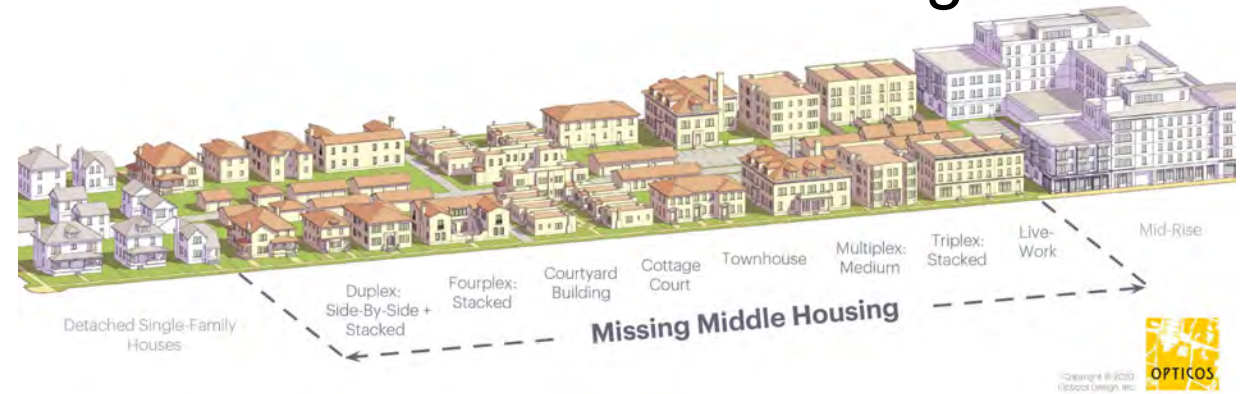 Detached Single-Family
Houses
Duplex:
Side-By-Side +
Stacked
Fourplex:
Stacked
Courtyard
Building
Cottage
Court
Townhouse
Multiplex:
Medium
Triplex:
Stacked
Live-
Work
Mid-Rise
Missing Middle Housing
Copyright © 2020
Opticos Design, Inc.
OPTICOS